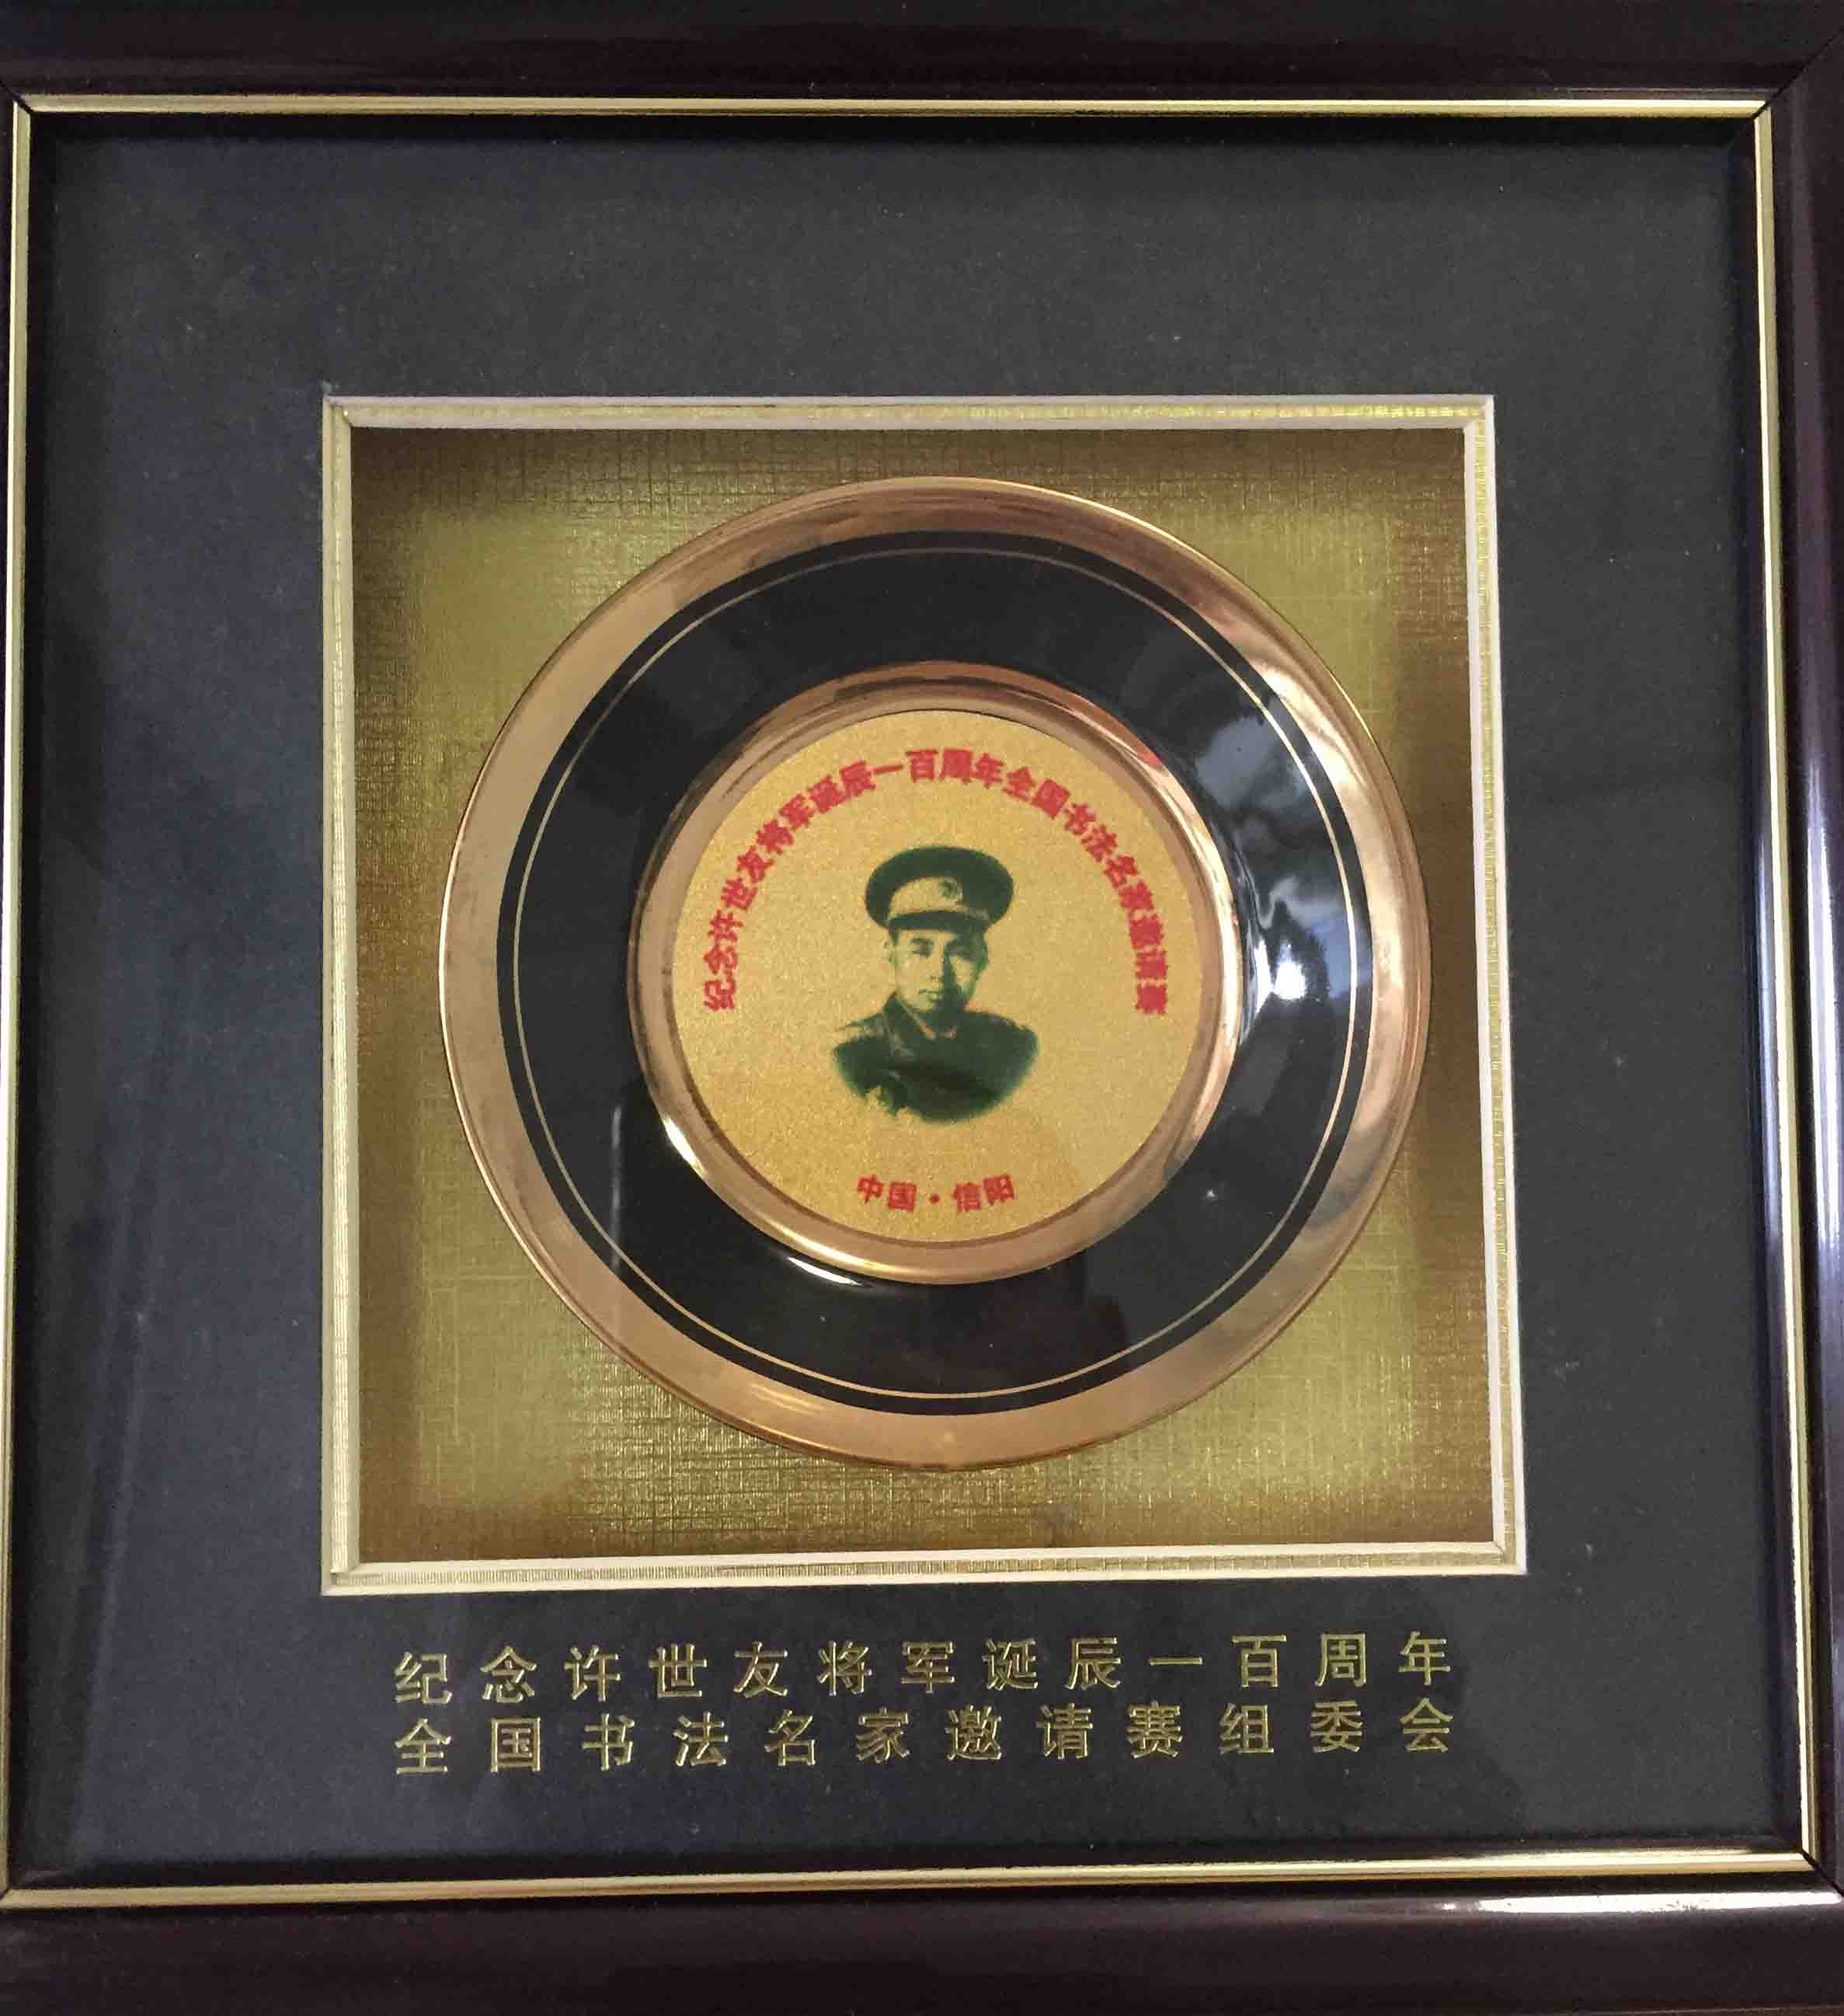 纪念许世友将军诞辰一百周年全国书法名家邀请赛
中国·信阳
纪念许世友将军诞辰一百周年
全国书法名家邀请赛组委会